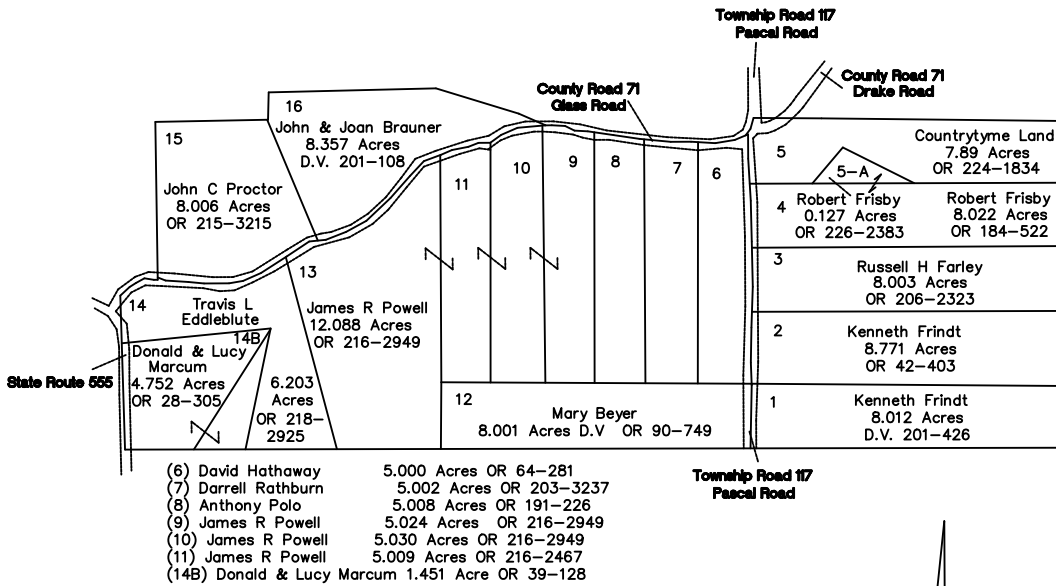 Township Road 117
Pascal Road
County Road 71
Drake Road
County Road 71
Glass Road
16
John & Joan Brauner
8.357 Acres
D.V. 201-108
15
John C Proctor
8.006 Acres
OR 215-3215
11
10
9
8
7
6
5
Countrytyme Land
7.89 Acres
OR 224-1834
5-A
4
Robert Frisby
0.127 Acres
OR 226-2383
Robert Frisby
8.022 Acres
OR 184-522
3
Russell H Farley
8.003 Acres
OR 206-2323
13
James R Powell
12.088 Acres
OR 216-2949
14
Travis L
Eddleblute
14B
Donald & Lucy
Marcum
4.752 Acres
OR 28-305
State Route 555
6.203
Acres
OR 218-
2925
2
Kenneth Frindt
8.771 Acres
OR 42-403
12
Mary Beyer
8.001 Acres D.V OR 90-749
1
Kenneth Frindt
8.012 Acres
D.V. 201-426
Township Road 117
Pascal Road
(6) David Hathaway 5.000 Acres OR 64-281
(7) Darrell Rathburn 5.002 Acres OR 203-3237
(8) Anthony Polo 5.008 Acres OR 191-226
(9) James R Powell 5.024 Acres OR 216-2949
(10) James R Powell 5.030 Acres OR 216-2949
(11) James R Powell 5.009 Acres OR 216-2467
(14B) Donald & Lucy Marcum 1.451 Acre OR 39-128